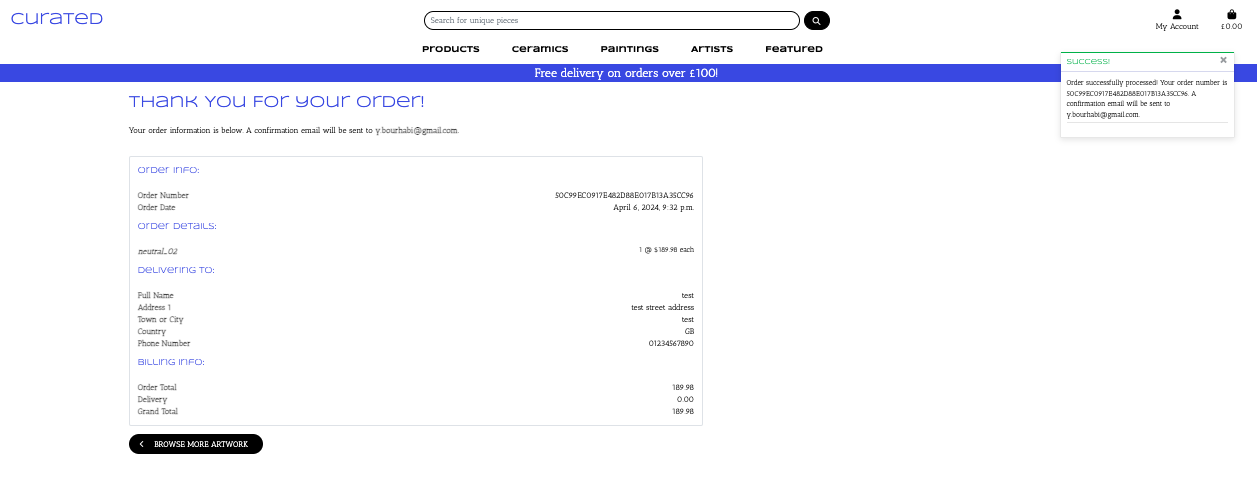 curated
Search for unique pieces
My Account
£0.00
Products
Ceramics
Paintings
Artists
Featured
Free delivery on orders over £100!
Success!
×
Order successfully processed! Your order number is
50C99EC0917E482D88E017B13A35CC96. A
confirmation email will be sent to
y.bourhabi@gmail.com.
Thank you for your order!
Your order information is below. A confirmation email will be sent to y.bourhabi@gmail.com.
Order Info:
Order Number 50C99EC0917E482D88E017B13A35CC96
Order Date April 6, 2024, 9:32 p.m.
Order Details:
neutral_02 1 @ $189.98 each
Delivering To:
Full Name test
Address 1 test street address
Town or City test
Country GB
Phone Number 01234567890
Billing Info:
Order Total 189.98
Delivery 0.00
Grand Total 189.98
BROWSE MORE ARTWORK